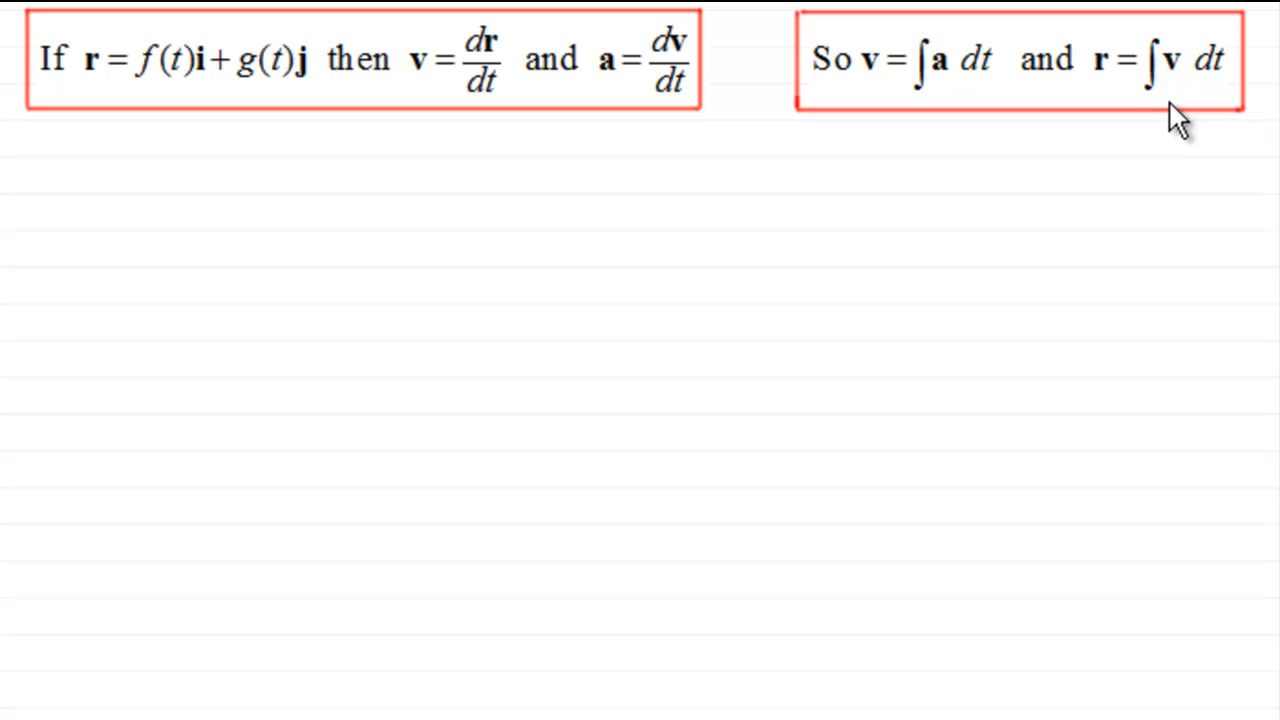 If r = f(t)i + g(t)j then v = dr/dt and a = dv/dt
So v = ∫a dt and r = ∫v dt